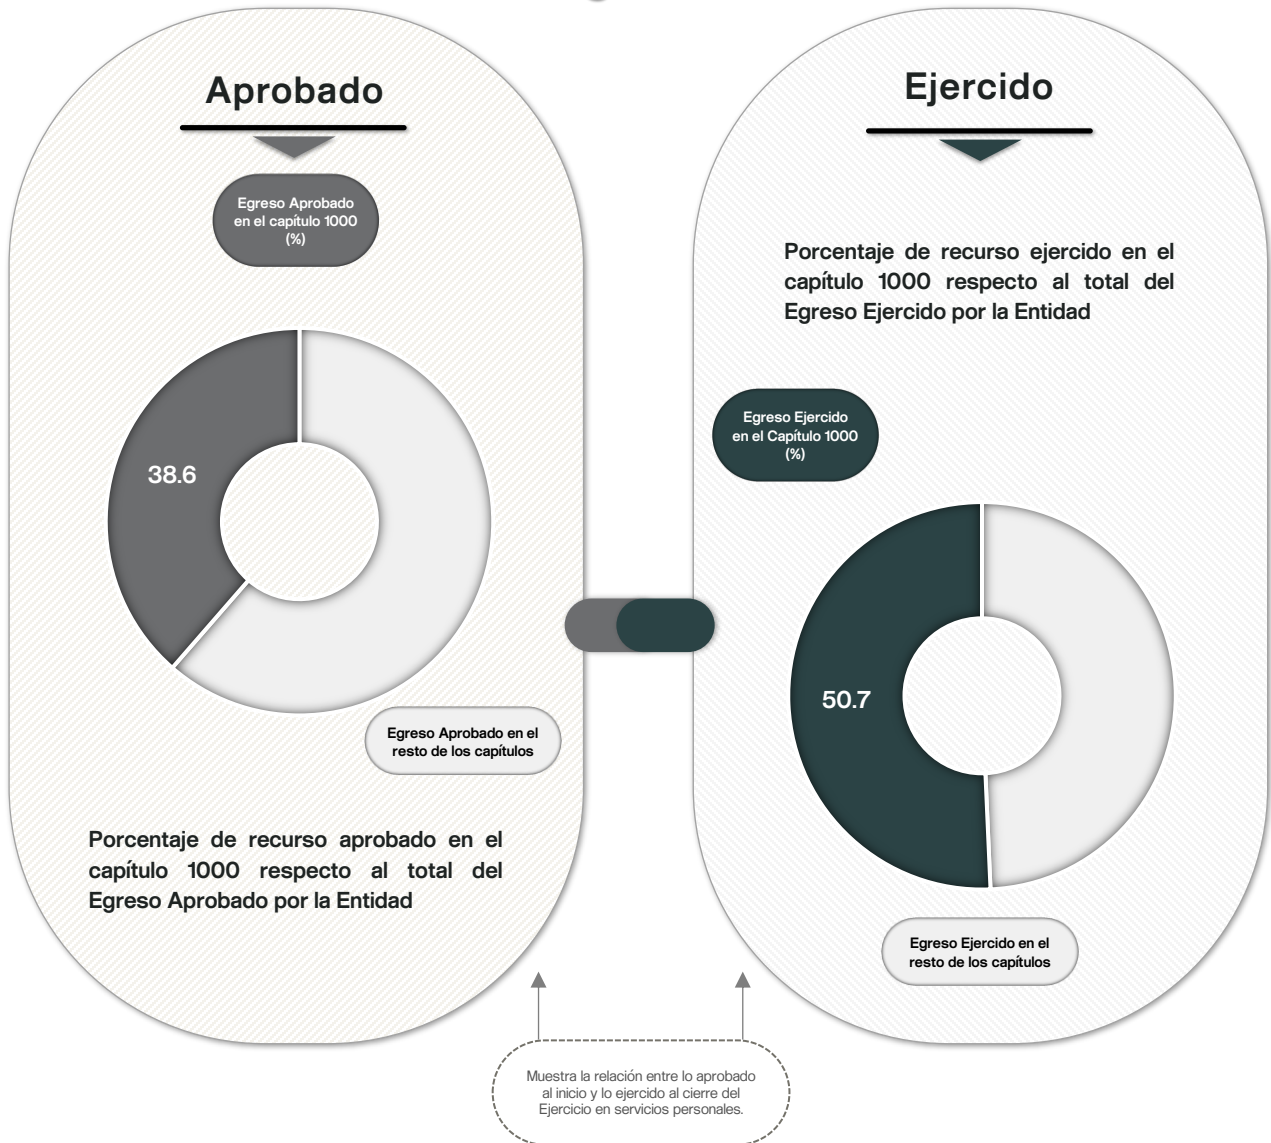 Aprobado
Egreso Aprobado
en el capítulo 1000
(%)
38.6
Egreso Aprobado en el
resto de los capítulos
Porcentaje de recurso aprobado en el
capítulo 1000 respecto al total del
Egreso Aprobado por la Entidad
Ejercido
Porcentaje de recurso ejercido en el
capítulo 1000 respecto al total del
Egreso Ejercido por la Entidad
Egreso Ejercido
en el Capítulo 1000
(%)
50.7
Egreso Ejercido en el
resto de los capítulos
Muestra la relación entre lo aprobado
al inicio y lo ejercido al cierre del
Ejercicio en servicios personales.